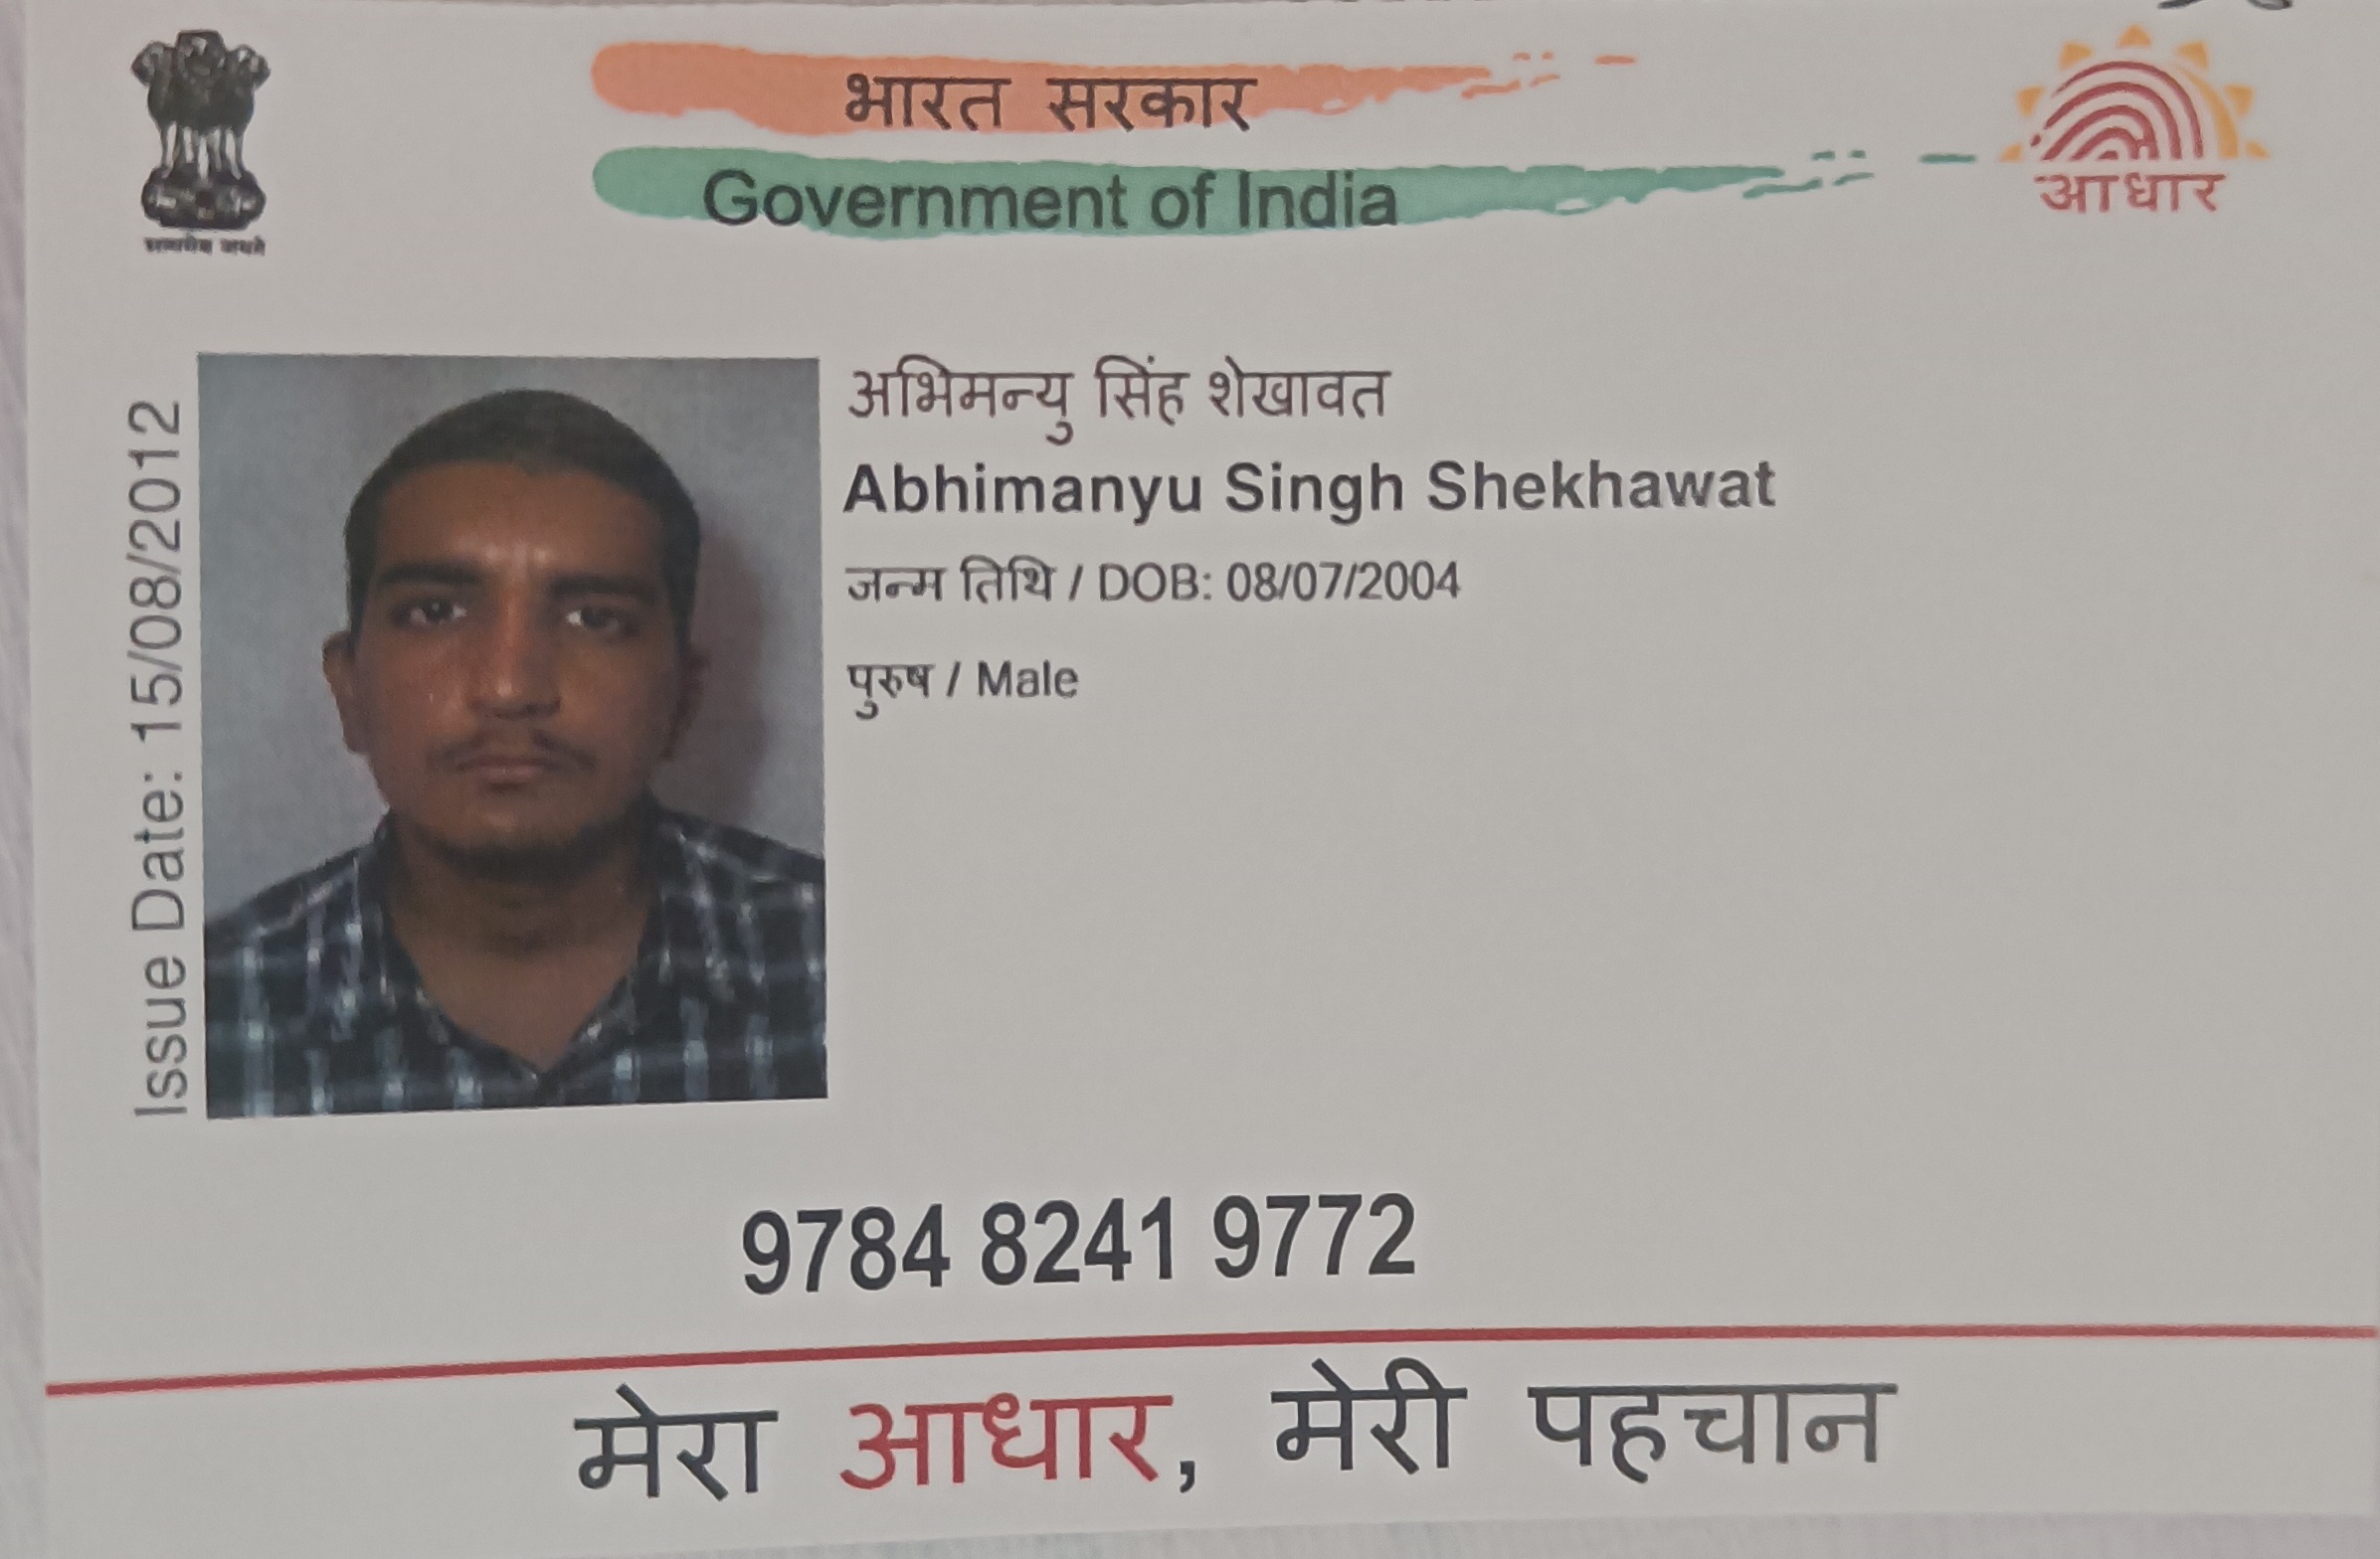 भारत सरकार
Government of India
आधार
सत्यमेव जयते
Issue Date: 15/08/2012
अभिमन्यु सिंह शेखावत
Abhimanyu Singh Shekhawat
जन्म तिथि / DOB: 08/07/2004
पुरुष / Male
9784 8241 9772
मेरा आधार, मेरी पहचान